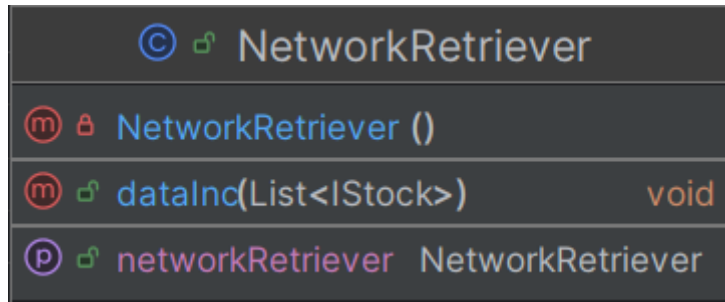 © NetworkRetriever
m NetworkRetriever ()
m dataInc(List<IStock>) void
p networkRetriever NetworkRetriever